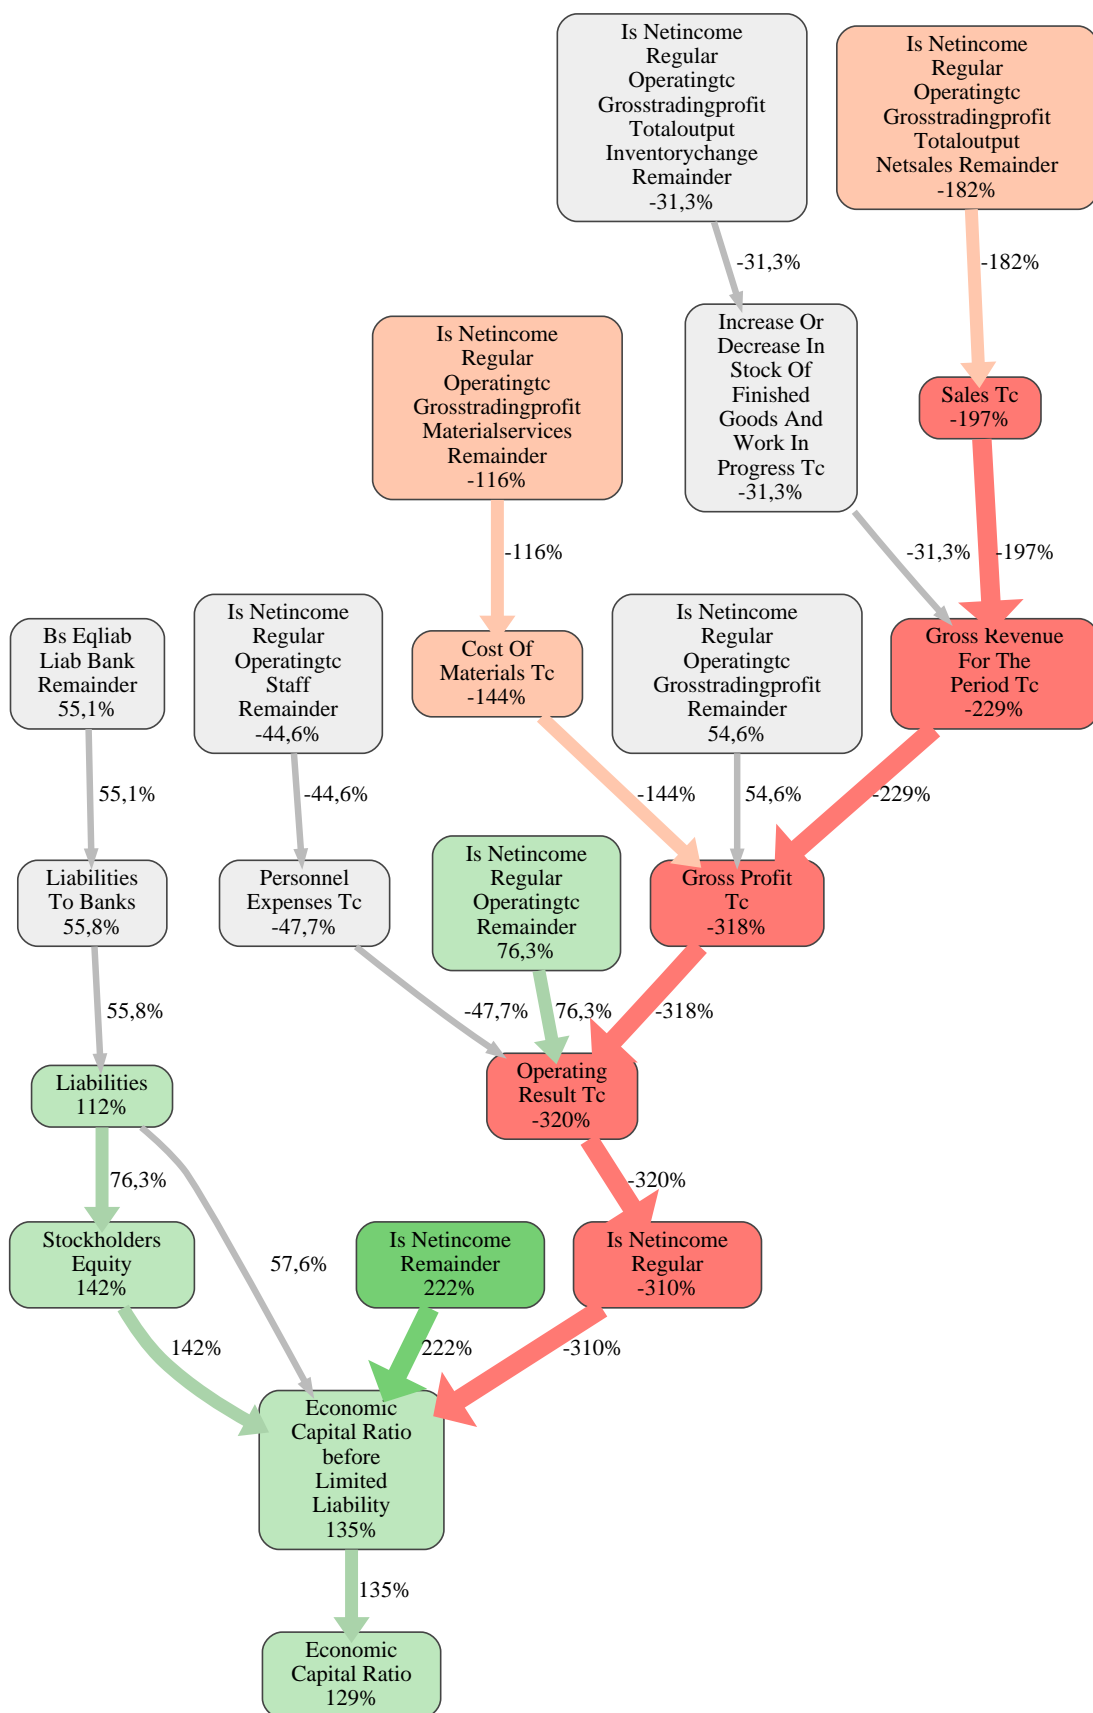 Is Netincome
Regular
Operatingtc
Grosstradingprofit
Totaloutput
Inventorychange
Remainder
-31,3%
Is Netincome
Regular
Operatingtc
Grosstradingprofit
Totaloutput
Netsales Remainder
-182%
-31,3%
-182%
Is Netincome
Regular
Operatingtc
Grosstradingprofit
Materialservices
Remainder
-116%
Increase Or
Decrease In
Stock Of
Finished
Goods And
Work In
Progress Tc
-31,3%
Sales Tc
-197%
-116%
-31,3%
-197%
Bs Eqliab
Liab Bank
Remainder
55,1%
Is Netincome
Regular
Operatingtc
Staff
Remainder
-44,6%
Cost Of
Materials Tc
-144%
Is Netincome
Regular
Operatingtc
Grosstradingprofit
Remainder
54,6%
Gross Revenue
For The
Period Tc
-229%
55,1%
-44,6%
-144%
54,6%
-229%
Liabilities
To Banks
55,8%
Personnel
Expenses Tc
-47,7%
Is Netincome
Regular
Operatingtc
Remainder
76,3%
Gross Profit
Tc
-318%
55,8%
-47,7%
76,3%
-318%
Liabilities
112%
Operating
Result Tc
-320%
76,3%
-320%
Stockholders
Equity
142%
57,6%
Is Netincome
Remainder
222%
Is Netincome
Regular
-310%
142%
222%
-310%
Economic
Capital Ratio
before
Limited
Liability
135%
135%
Economic
Capital Ratio
129%